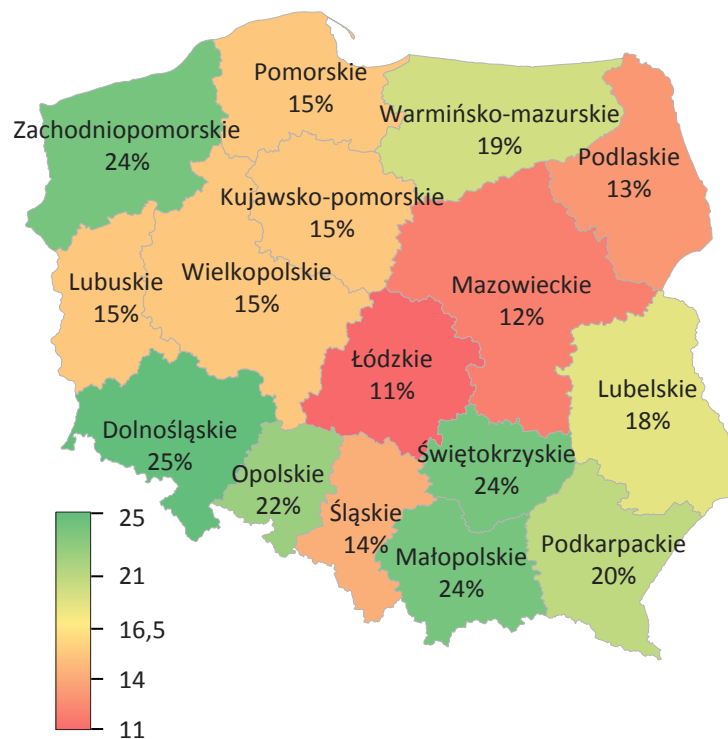 Pomorskie
15%
Warmińsko-mazurskie
19%
Zachodniopomorskie
24%
Podlaskie
13%
Kujawsko-pomorskie
15%
Wielkopolskie
15%
Lubuskie
15%
Mazowieckie
12%
Łódzkie
11%
Lubelskie
18%
Dolnośląskie
25%
Opolskie
22%
Świętokrzyskie
24%
Śląskie
14%
Małopolskie
24%
Podkarpackie
20%
25
21
16,5
14
11